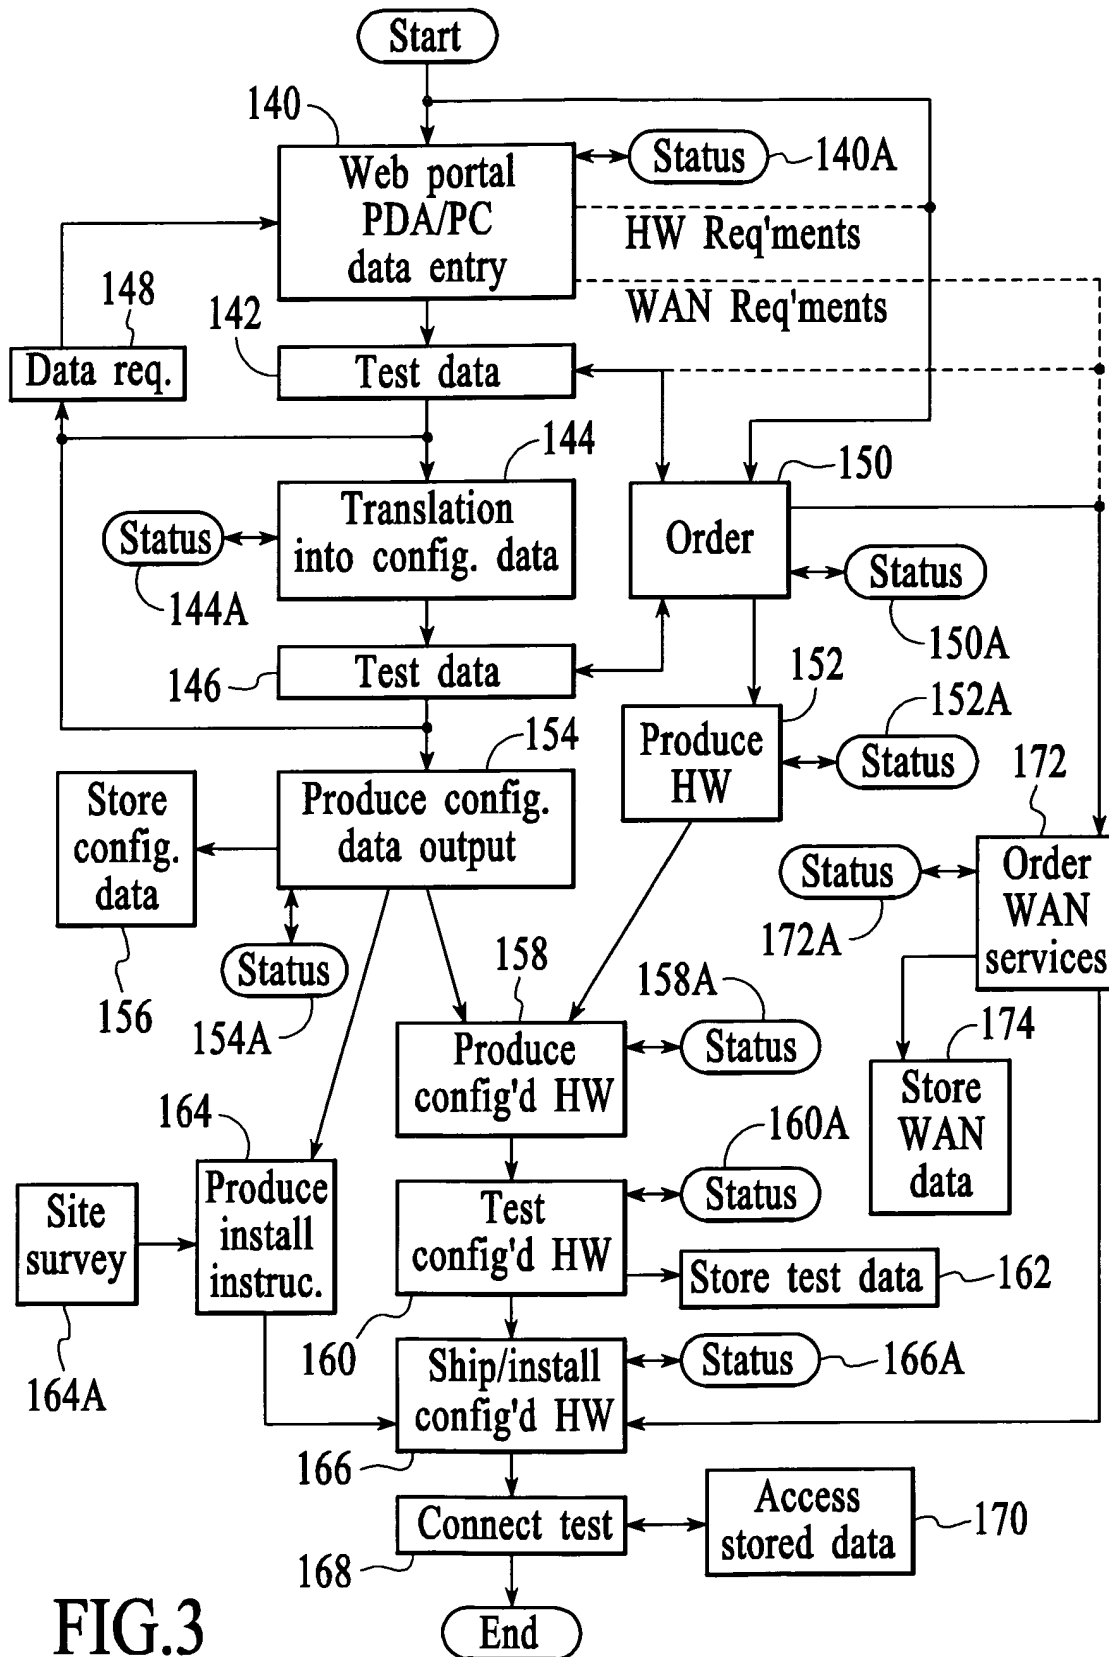 Start
140
Web portal
PDA/PC
data entry
Status
140A
HW Req'ments
WAN Req'ments
148
Data req.
142
Test data
144
Translation
into config. data
Status
144A
150
Order
Status
150A
146
Test data
152
Produce
HW
152A
Status
154
Produce config.
data output
Store
config.
data
156
Status
154A
172
Order
WAN
services
Status
172A
158
Produce
config'd HW
158A
Status
174
Store
WAN
data
164
Produce
install
instruc.
Site
survey
164A
160A
Status
Test
config'd HW
160
Store test data
162
Ship/install
config'd HW
166
Status
166A
Connect test
168
Access
stored data
170
End
FIG.3